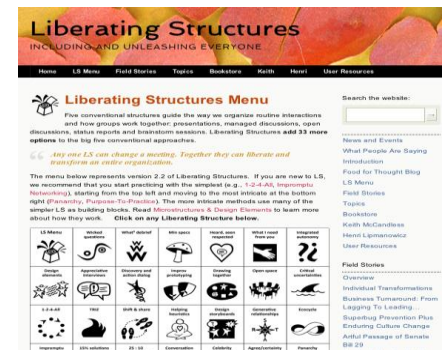 Liberating Structures
INCLUDING AND UNLEASHING EVERYONE
Home LS Menu Field Stories Topics Bookstore Keith Henri User Resources
Liberating Structures Menu
Five conventional structures guide the way we organize routine interactions
and how groups work together: presentations, managed discussions, open
discussions, status reports and brainstorm sessions. Liberating Structures add 33 more
options to the big five conventional approaches.
Any one LS can change a meeting. Together they can liberate and
transform an entire organization.
The menu below represents version 2.2 of Liberating Structures. If you are new to LS,
we recommend that you start practicing with the simplest (e.g., 1-2-4-All, Impromptu
Networking), starting from the top left and moving to the most intricate at the bottom
right (Panarchy, Purpose-To-Practice). The more intricate methods use many of the
simpler LS as building blocks. Read Microstructures & Design Elements to learn more
about how they work. Click on any Liberating Structure below.
LS Menu
Wicked
questions
What³ debrief
Min specs
Heard, seen
respected
What I need
from you
Integrated
autonomy
Design
elements
Appreciative
interviews
Discovery and
action dialog
Improv
prototyping
Drawing
together
Open space
Critical
uncertainties
1-2-4-All
TRIZ
Shift & share
Helping
heuristics
Design
storyboards
Generative
relationships
Ecocycle
Impromptu
15% solutions
25 : 10
Conversation
Celebrity
Agree/certainty
Panarchy
Search the website:
News and Events
What People Are Saying
Introduction
Food for Thought Blog
LS Menu
Field Stories
Topics
Bookstore
Keith McCandless
Henri Lipmanowicz
User Resources
Field Stories
Overview
Individual Transformations
Business Turnaround: From
Lagging To Leading...
Superbug Prevention Plus
Enduring Culture Change
Artful Passage of Senate
Bill 29